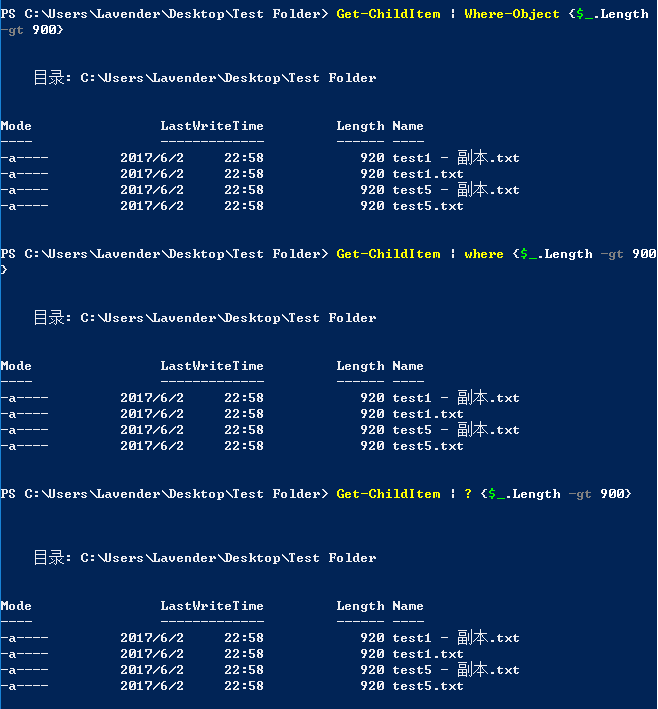 PS C:\Users\Lavender\Desktop\Test Folder> Get-ChildItem | Where-Object {$_.Length
-gt 900}
目录: C:\Users\Lavender\Desktop\Test Folder
Mode                LastWriteTime         Length Name
----                -------------         ------ ----
-a----         2017/6/2     22:58            920 test1 - 副本.txt
-a----         2017/6/2     22:58            920 test1.txt
-a----         2017/6/2     22:58            920 test5 - 副本.txt
-a----         2017/6/2     22:58            920 test5.txt
PS C:\Users\Lavender\Desktop\Test Folder> Get-ChildItem | where {$_.Length -gt 900
}
目录: C:\Users\Lavender\Desktop\Test Folder
Mode                LastWriteTime         Length Name
----                -------------         ------ ----
-a----         2017/6/2     22:58            920 test1 - 副本.txt
-a----         2017/6/2     22:58            920 test1.txt
-a----         2017/6/2     22:58            920 test5 - 副本.txt
-a----         2017/6/2     22:58            920 test5.txt
PS C:\Users\Lavender\Desktop\Test Folder> Get-ChildItem | ? {$_.Length -gt 900}
目录: C:\Users\Lavender\Desktop\Test Folder
Mode                LastWriteTime         Length Name
----                -------------         ------ ----
-a----         2017/6/2     22:58            920 test1 - 副本.txt
-a----         2017/6/2     22:58            920 test1.txt
-a----         2017/6/2     22:58            920 test5 - 副本.txt
-a----         2017/6/2     22:58            920 test5.txt